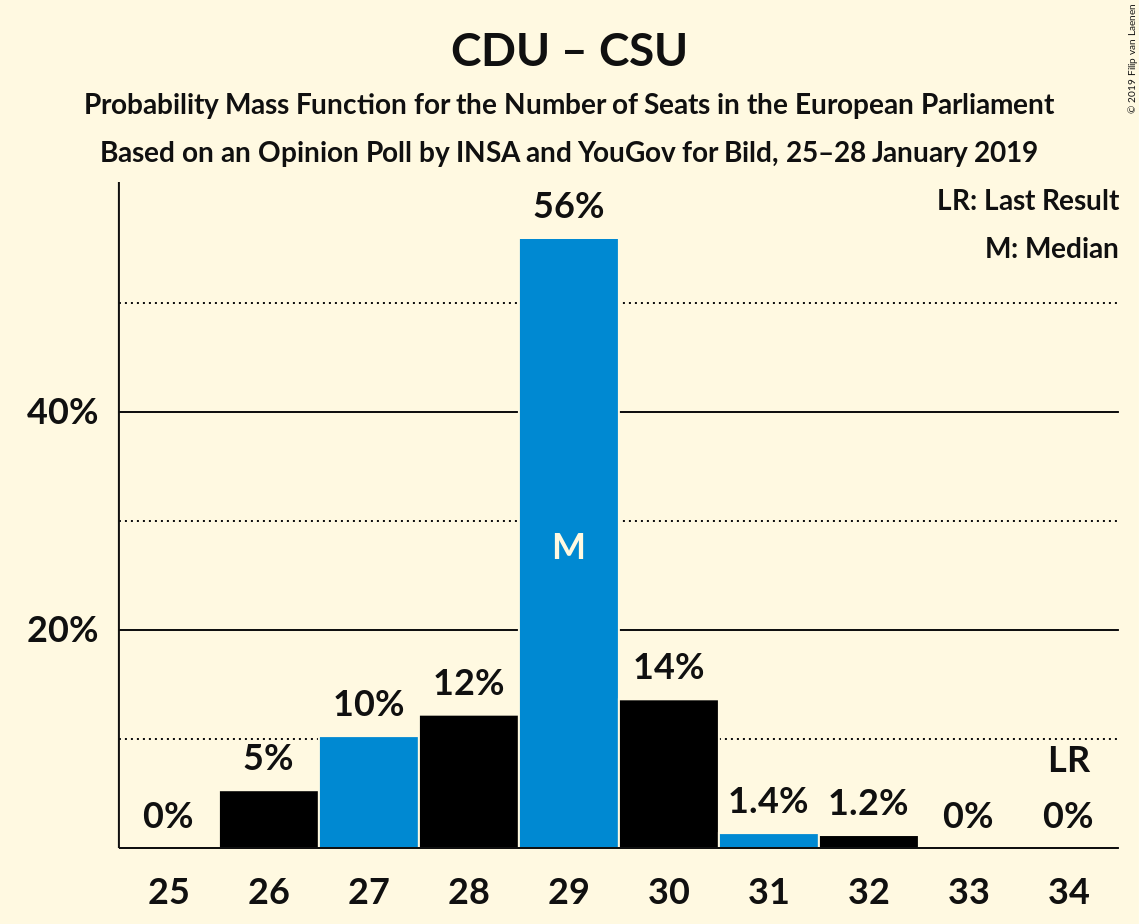 CDU – CSU
Probability Mass Function for the Number of Seats in the European Parliament
Based on an Opinion Poll by INSA and YouGov for Bild, 25–28 January 2019
© 2019 Filip van Laenen
LR: Last Result
M: Median
56%
40%
M
20%
14%
12%
10%
5%
LR
1.4%
1.2%
0%
0%
0%
25 26 27 28 29 30 31 32 33 34